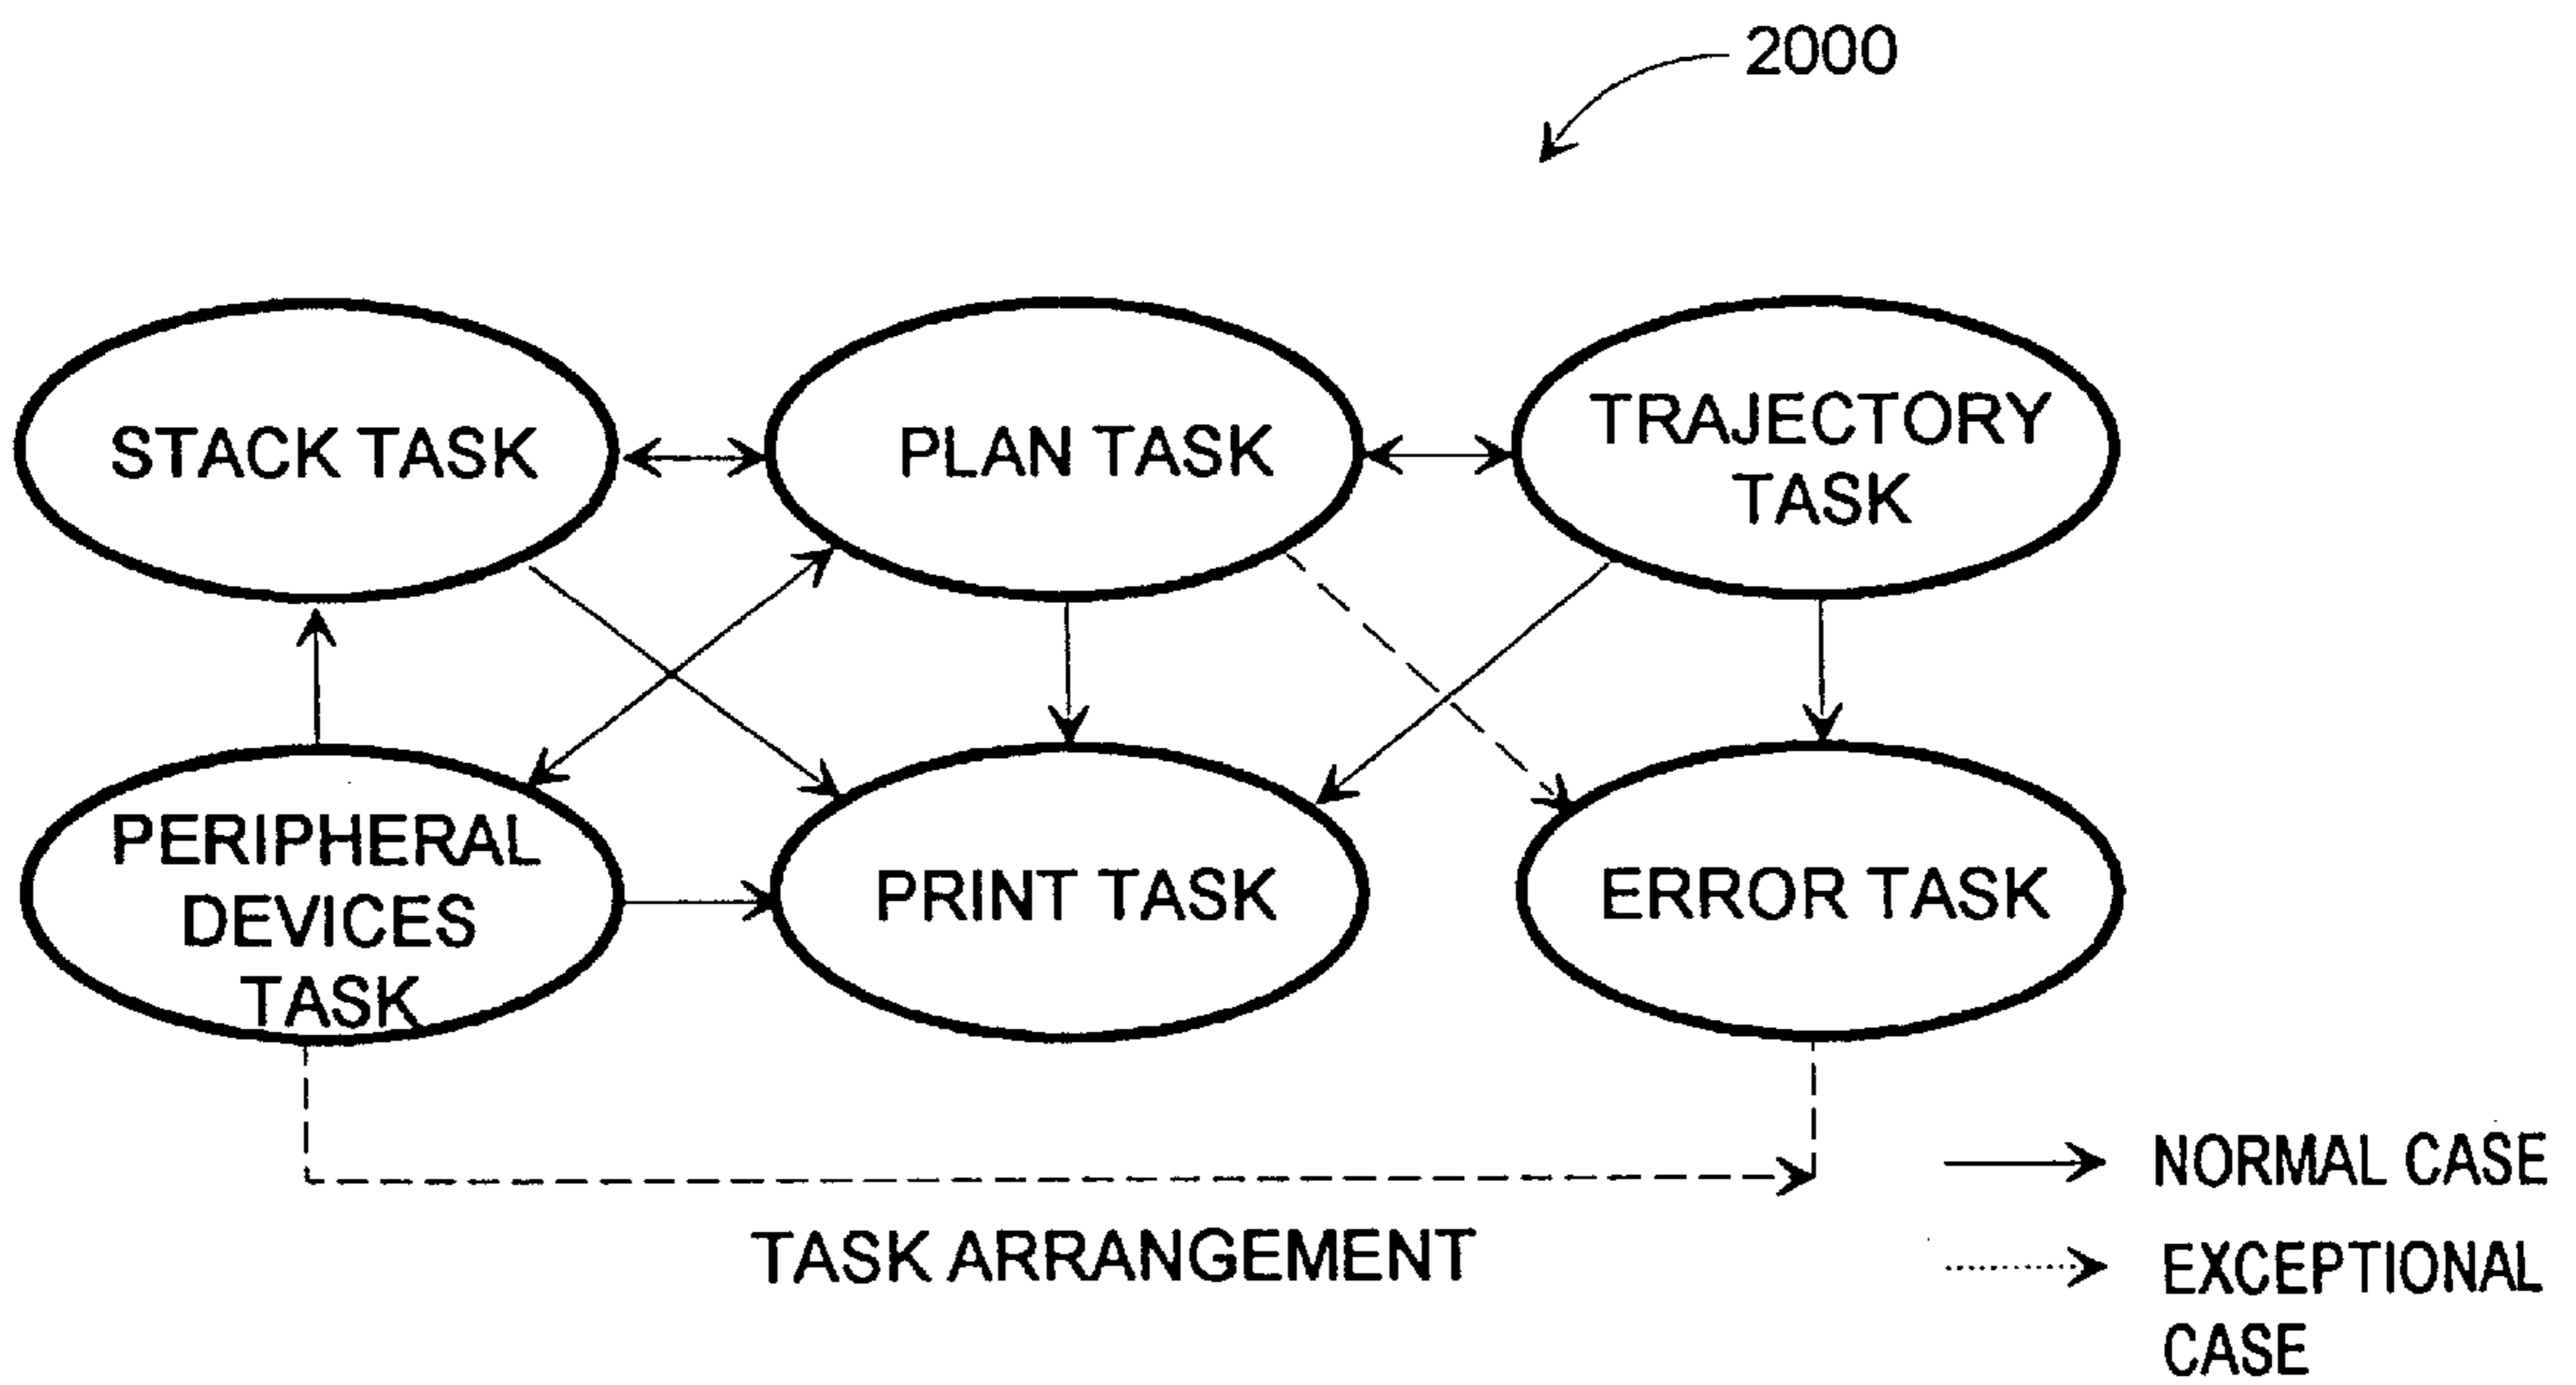 2000
STACK TASK
PLAN TASK
TRAJECTORY
TASK
PERIPHERAL
DEVICES
TASK
PRINT TASK
ERROR TASK
TASK ARRANGEMENT
NORMAL CASE
EXCEPTIONAL
CASE